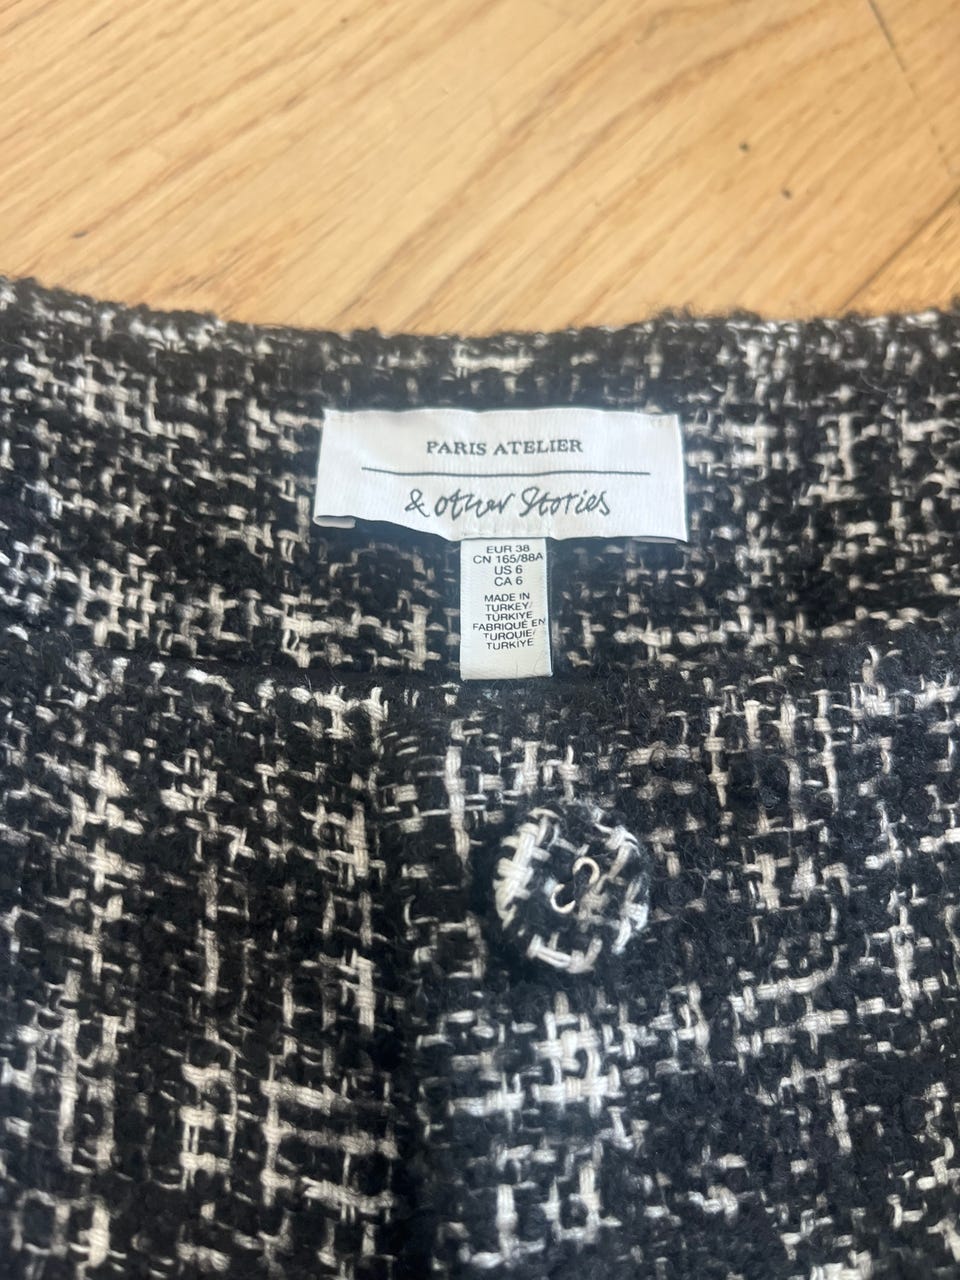 PARIS ATELIER
& Other Stories
EUR 38
CN 165/88A
US 6
CA 6
MADE IN
TURKEY/
TÜRKIYE
FABRIQUÉ EN
TURQUIE/
TURKIYE